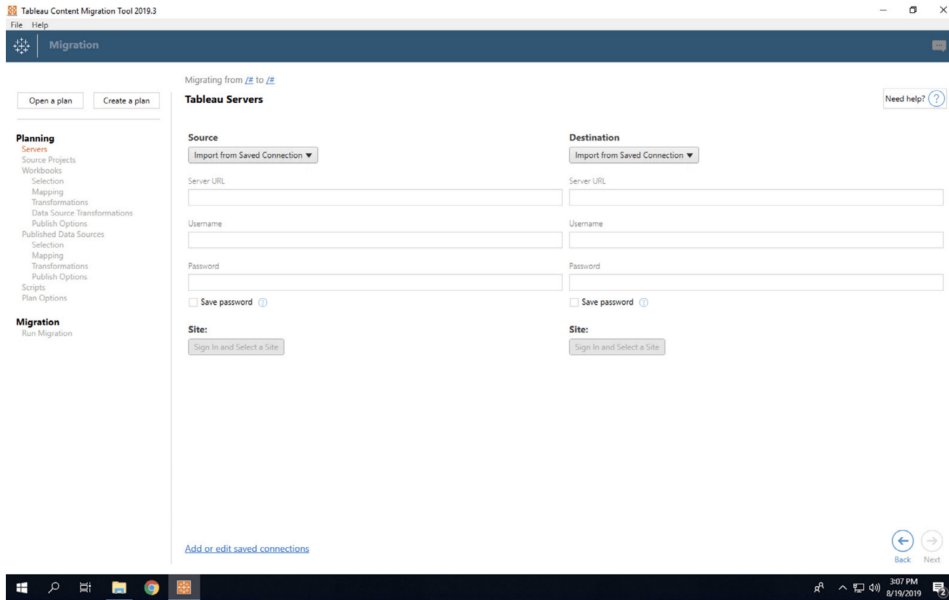 Tableau Content Migration Tool 2019.3
File Help
Migration
Open a plan
Create a plan
Planning
Servers
Source Projects
Workbooks
Selection
Mapping
Transformations
Data Source Transformations
Publish Options
Published Data Sources
Selection
Mapping
Transformations
Publish Options
Scripts
Plan Options
Migration
Run Migration
Migrating from /# to /#
Tableau Servers
Need help? ?
Source
Import from Saved Connection ▼
Server URL
Username
Password
Save password
Site:
Sign In and Select a Site
Destination
Import from Saved Connection ▼
Server URL
Username
Password
Save password
Site:
Sign In and Select a Site
Add or edit saved connections
Back
Next
3:07 PM
8/19/2019